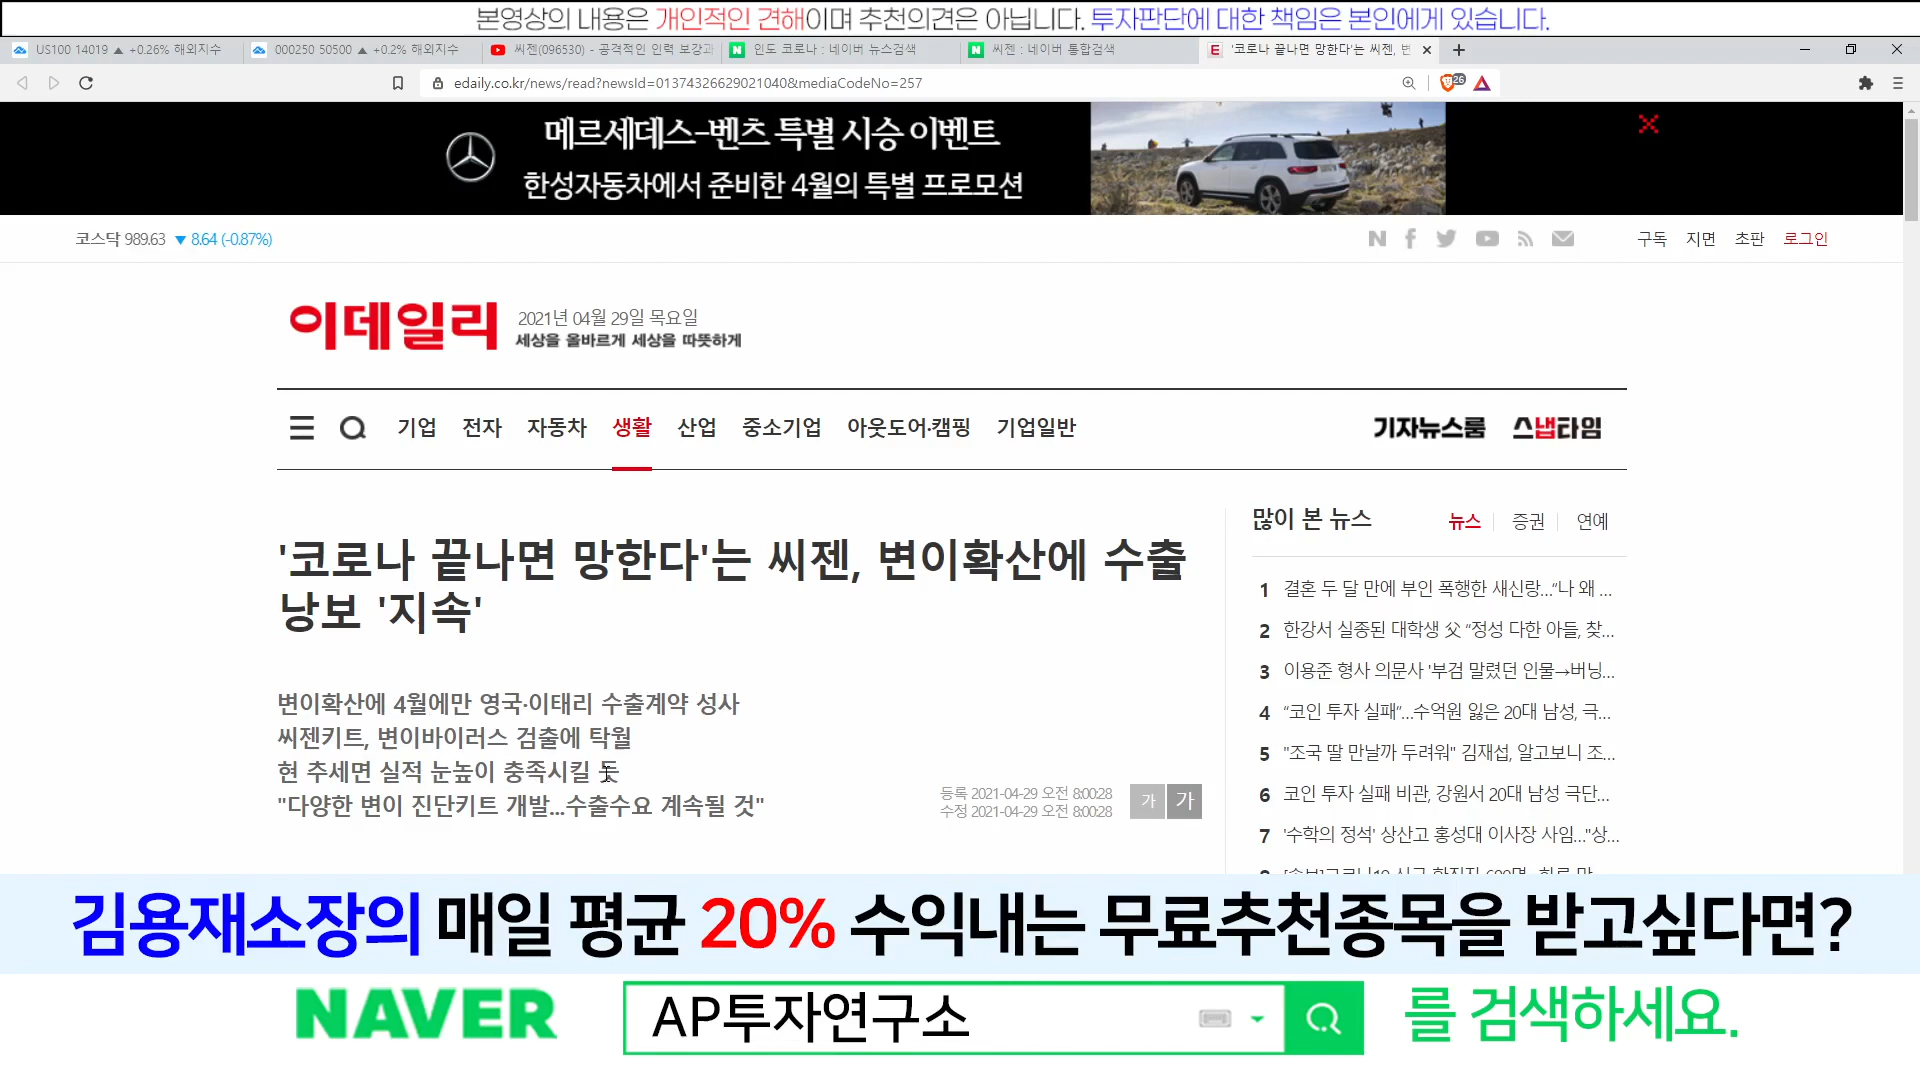 본영상의 내용은 개인적인 견해이며 추천의견은 아닙니다. 투자판단에 대한 책임은 본인에게 있습니다.
US100 14019 ▲ +0.26% 해외지수
000250 50500 ▲ +0.2% 해외지수
씨젠(096530) - 공격적인 인력 보강과
인도 코로나 : 네이버 뉴스검색
씨젠 : 네이버 통합검색
'코로나 끝나면 망한다'는 씨젠, 변
edaily.co.kr/news/read?newsId=01374326629021040&mediaCodeNo=257
26
메르세데스-벤츠 특별 시승 이벤트
한성자동차에서 준비한 4월의 특별 프로모션
코스닥 989.63 ▼ 8.64 (-0.87%)
구독 지면 초판 로그인
이데일리
2021년 04월 29일 목요일
세상을 올바르게 세상을 따뜻하게
기업 전자 자동차 생활 산업 중소기업 아웃도어·캠핑 기업일반
기자뉴스룸 스냅타임
'코로나 끝나면 망한다'는 씨젠, 변이확산에 수출
낭보 '지속'
변이확산에 4월에만 영국·이태리 수출계약 성사
씨젠키트, 변이바이러스 검출에 탁월
현 추세면 실적 눈높이 충족시킬 듯
"다양한 변이 진단키트 개발...수출수요 계속될 것"
등록 2021-04-29 오전 8:00:28
수정 2021-04-29 오전 8:00:28
가 가
많이 본 뉴스
뉴스 증권 연예
1 결혼 두 달 만에 부인 폭행한 새신랑...“나 왜 ...
2 한강서 실종된 대학생 父 “정성 다한 아들, 찾...
3 이용준 형사 의문사 '부검 말렸던 인물→버닝...
4 “코인 투자 실패”...수억원 잃은 20대 남성, 극...
5 "조국 딸 만날까 두려워" 김재섭, 알고보니 조...
6 코인 투자 실패 비관, 강원서 20대 남성 극단...
7 '수학의 정석' 상산고 홍성대 이사장 사임..."상...
김용재소장의 매일 평균 20% 수익내는 무료추천종목을 받고싶다면?
NAVER
AP투자연구소
를 검색하세요.